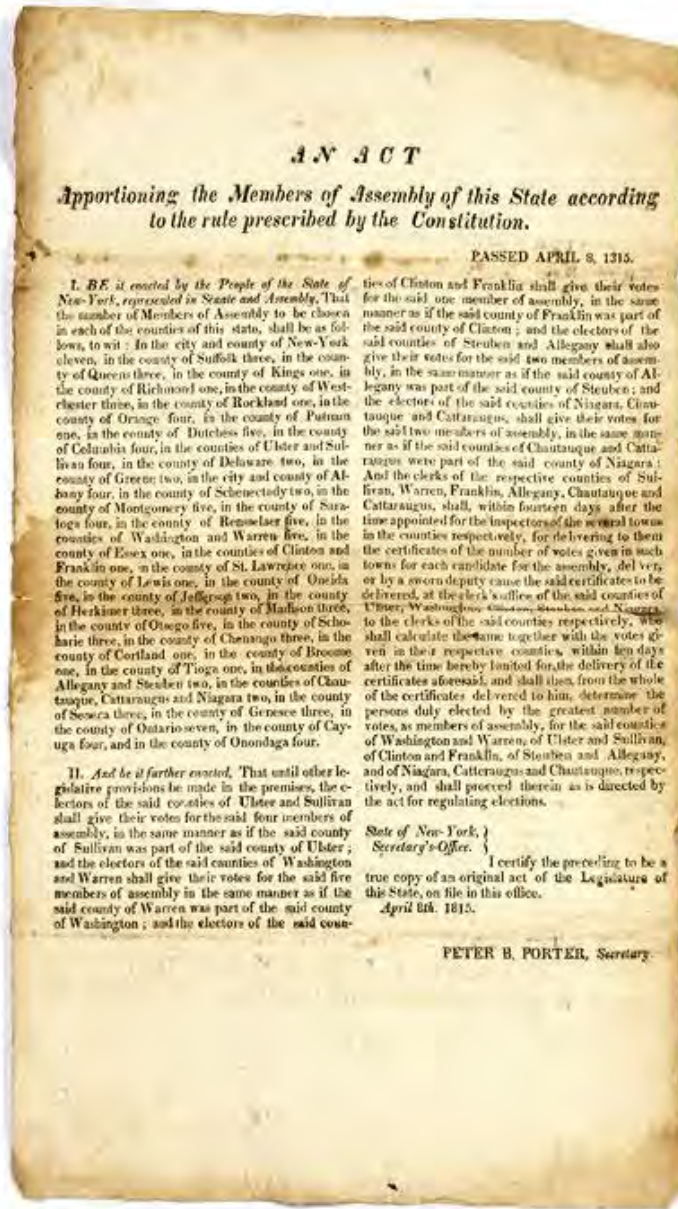 AN ACT
Apportioning the Members of Assembly of this State according
to the rule prescribed by the Constitution.
PASSED APRIL 8, 1315.
I. BE it enacted by the People of the State of
New-York, represented in Senate and Assembly, That
the number of Members of Assembly to be chosen
in each of the counties of this state, shall be as fol-
lows, to wit : In the city and county of New-York
eleven, in the county of Suffolk three, in the coun-
ty of Queens three, in the county of Kings one, in
the county of Richmond one, in the county of West-
chester three, in the county of Rockland one, in the
county of Orange four, in the county of Putnam
one, in the county of Dutchess five, in the county
of Columbia four, in the counties of Ulster and Sul-
livan four, in the county of Delaware two, in the
county of Greene two, in the city and county of Al-
bany four, in the county of Schenectady two, in the
county of Montgomery five, in the county of Sara-
toga four, in the county of Rensselaer five, in the
counties of Washington and Warren five, in the
county of Essex one, in the counties of Clinton and
Franklin one, in the county of St. Lawrence one, in
the county of Lewis one, in the county of Oneida
five, in the county of Jefferson two, in the county
of Herkimer three, in the county of Madison three,
in the county of Otsego five, in the county of Scho-
harie three, in the county of Chenango three, in the
county of Cortland one, in the county of Broome
one, in the county of Tioga one, in the counties of
Allegany and Steuben two, in the counties of Chau-
tauque, Cattaraugus and Niagara two, in the county
of Seneca three, in the county of Genesee three, in
the county of Ontario seven, in the county of Cay-
uga four, and in the county of Onondaga four.
II. And be it further enacted, That until other le-
gislative provisions be made in the premises, the e-
lectors of the said counties of Ulster and Sullivan
shall give their votes for the said four members of
assembly, in the same manner as if the said county
of Sullivan was part of the said county of Ulster ;
and the electors of the said caunties of Washington
and Warren shall give their votes for the said five
members of assembly in the same manner as if the
said county of Warren was part of the said county
of Washington ; and the electors of the said coun-
ties of Clinton and Franklin shall give their votes
for the said one member of assembly, in the same
manner as if the said county of Franklin was part of
the said county of Clinton ; and the electors of the
said counties of Steuben and Allegany shall also
give their votes for the said two members of assem-
bly, in the same manner as if the said county of Al-
legany was part of the said county of Steuben ; and
the electors of the said counties of Niagara, Chau-
tauque and Cattaraugus, shall give their votes for
the said two members of assembly, in the same man-
ner as if the said counties of Chautauque and Catta-
raugus were part of the said county of Niagara :
And the clerks of the respective counties of Sul-
livan, Warren, Franklin, Allegany, Chautauque and
Cattaraugus, shall, within fourteen days after the
time appointed for the inspectors of the several towns
in the counties respectively, for delivering to them
the certificates of the number of votes given in such
towns for each candidate for the assembly, deliver,
or by a sworn deputy cause the said certificates to be
delivered, at the clerk's office of the said counties of
Ulster, Washington, Clinton, Steuben and Niagara,
to the clerks of the said counties respectively, who
shall calculate the same together with the votes gi-
ven in their respective counties, within ten days
after the time hereby limited for the delivery of the
certificates aforesaid, and shall then, from the whole
of the certificates delivered to him, determine the
persons duly elected by the greatest number of
votes, as members of assembly, for the said counties
of Washington and Warren, of Ulster and Sullivan,
of Clinton and Franklin, of Steuben and Allegany,
and of Niagara, Catteraugus and Chautauque, respec-
tively, and shall proceed therein as is directed by
the act for regulating elections.
State of New-York, }
Secretary's-Office. }
I certify the preceding to be a
true copy of an original act of the Legislature of
this State, on file in this office.
April 8th. 1815.
PETER B. PORTER, Secretary.